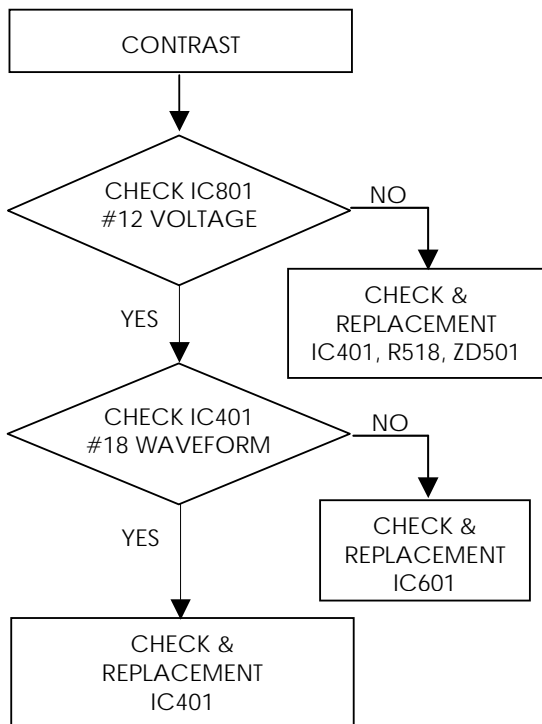 CONTRAST
CHECK IC801
#12 VOLTAGE
NO
CHECK &
REPLACEMENT
IC401, R518, ZD501
YES
CHECK IC401
#18 WAVEFORM
NO
CHECK &
REPLACEMENT
IC601
YES
CHECK &
REPLACEMENT
IC401